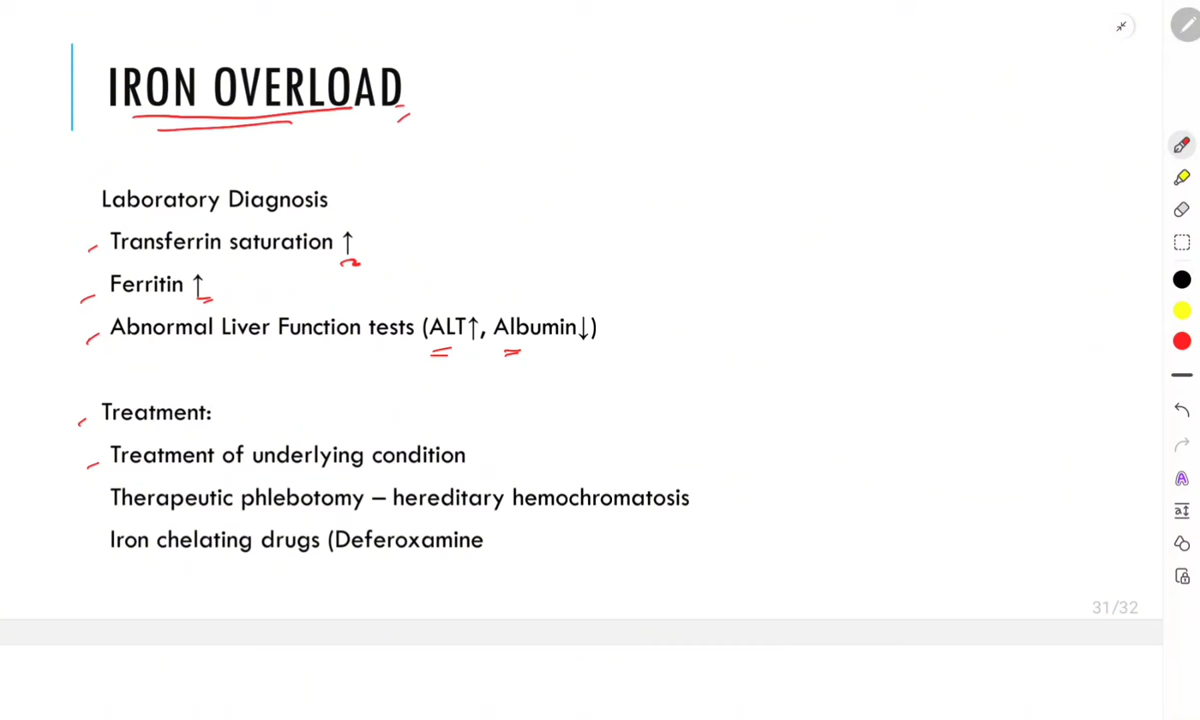 IRON OVERLOAD
Laboratory Diagnosis
Transferrin saturation ↑
Ferritin ↑
Abnormal Liver Function tests (ALT↑, Albumin↓)
Treatment:
Treatment of underlying condition
Therapeutic phlebotomy – hereditary hemochromatosis
Iron chelating drugs (Deferoxamine
31/32